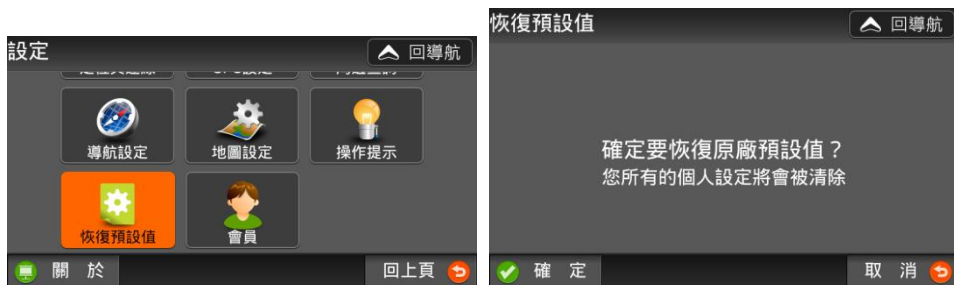 設定
回導航
導航設定
地圖設定
操作提示
恢復預設值
會員
關 於
回上頁
恢復預設值
回導航
確定要恢復原廠預設值？
您所有的個人設定將會被清除
確 定
取 消